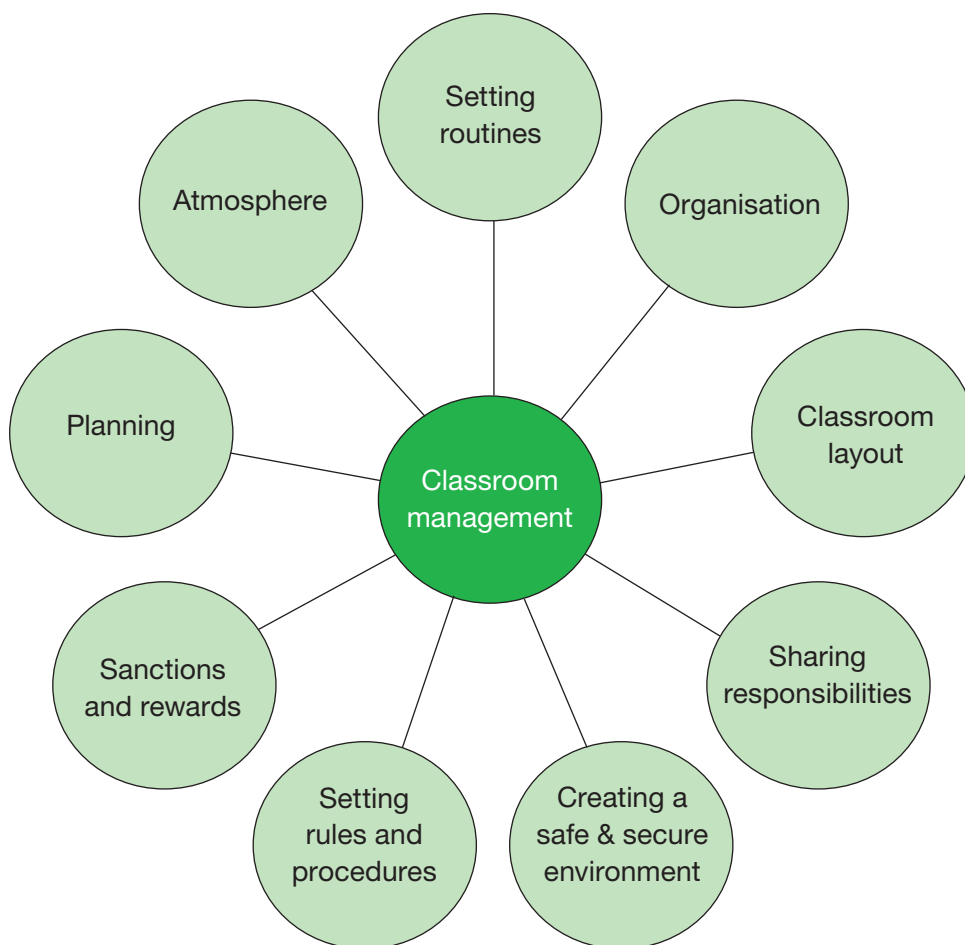 Setting
routines
Atmosphere
Organisation
Planning
Classroom
layout
Classroom
management
Sanctions
and rewards
Sharing
responsibilities
Setting
rules and
procedures
Creating a
safe & secure
environment